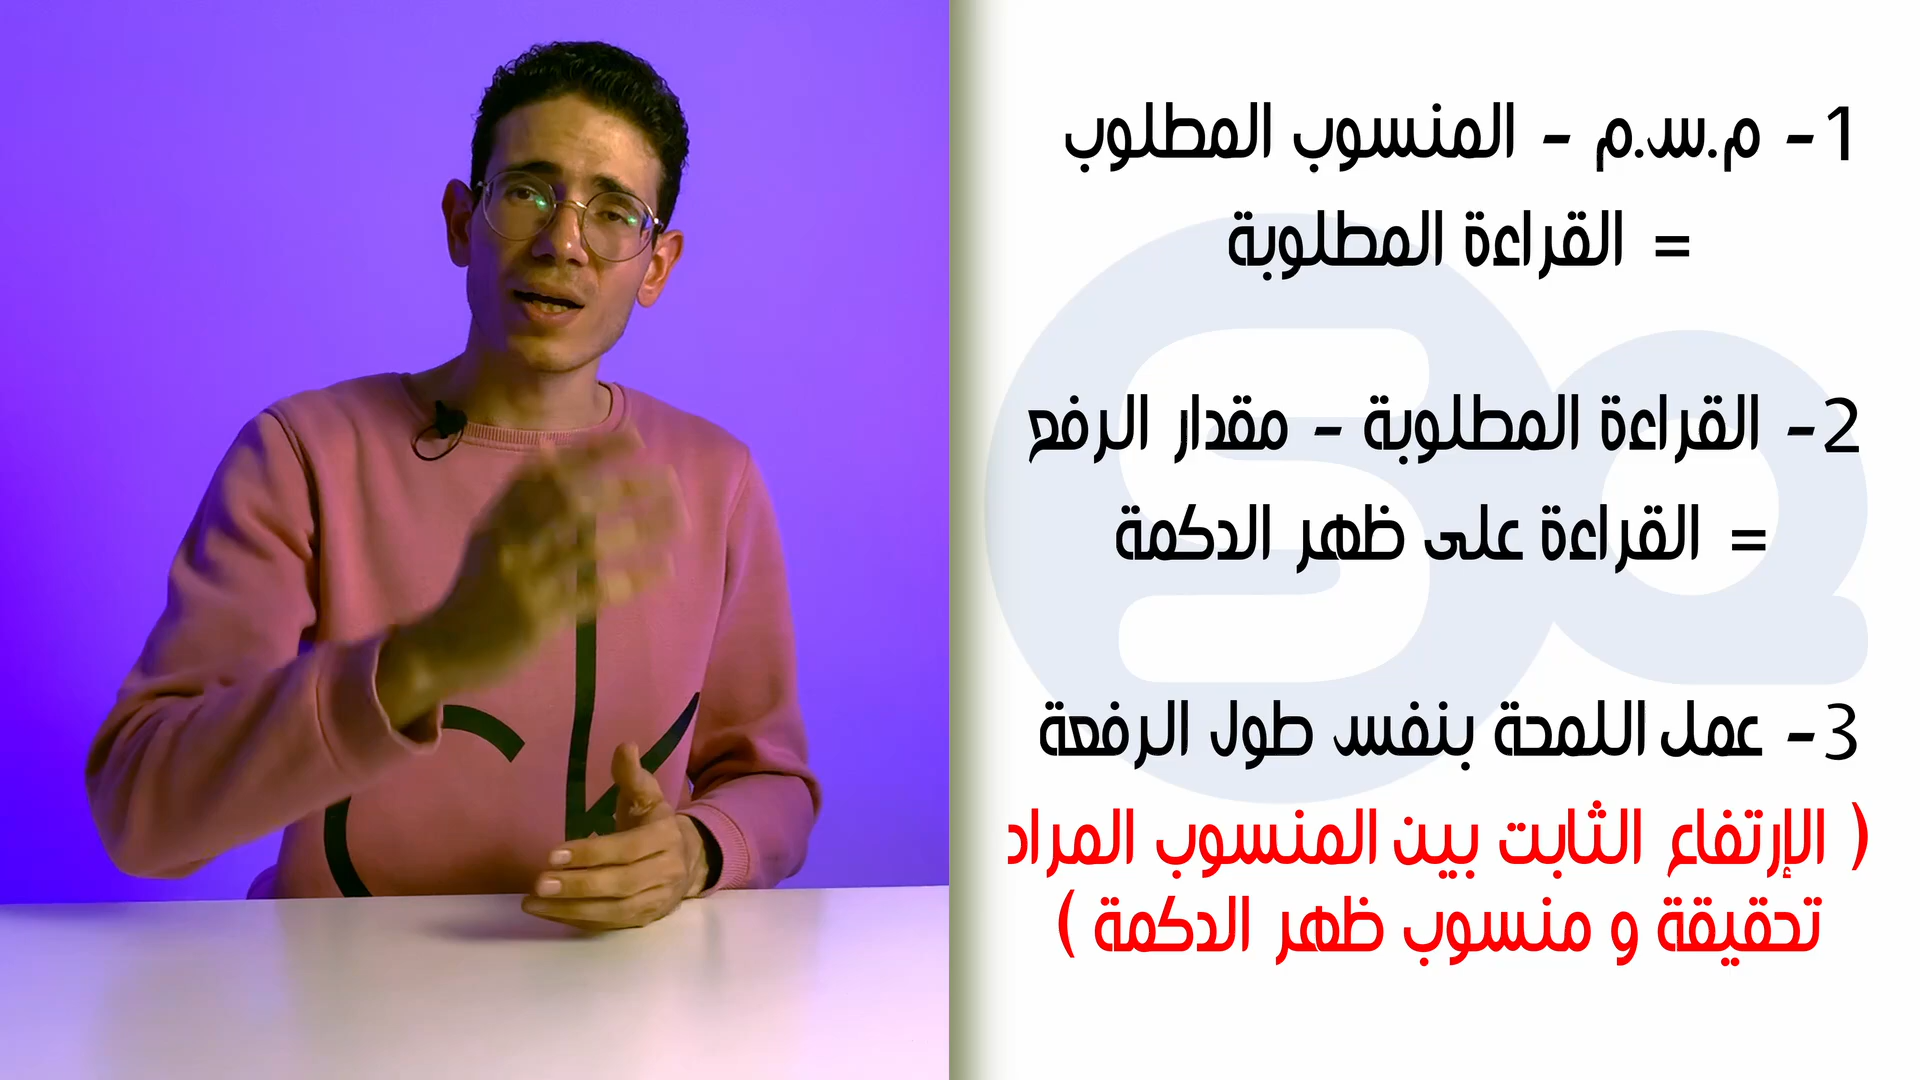 1- م.س.م - المنسوب المطلوب
= القراءة المطلوبة
2- القراءة المطلوبة - مقدار الرفع
= القراءة على ظهر الدكمة
3- عمل اللمحة بنفس طول الرفعة
( الإرتفاع الثابت بين المنسوب المراد
تحقيقة و منسوب ظهر الدكمة )
SQ